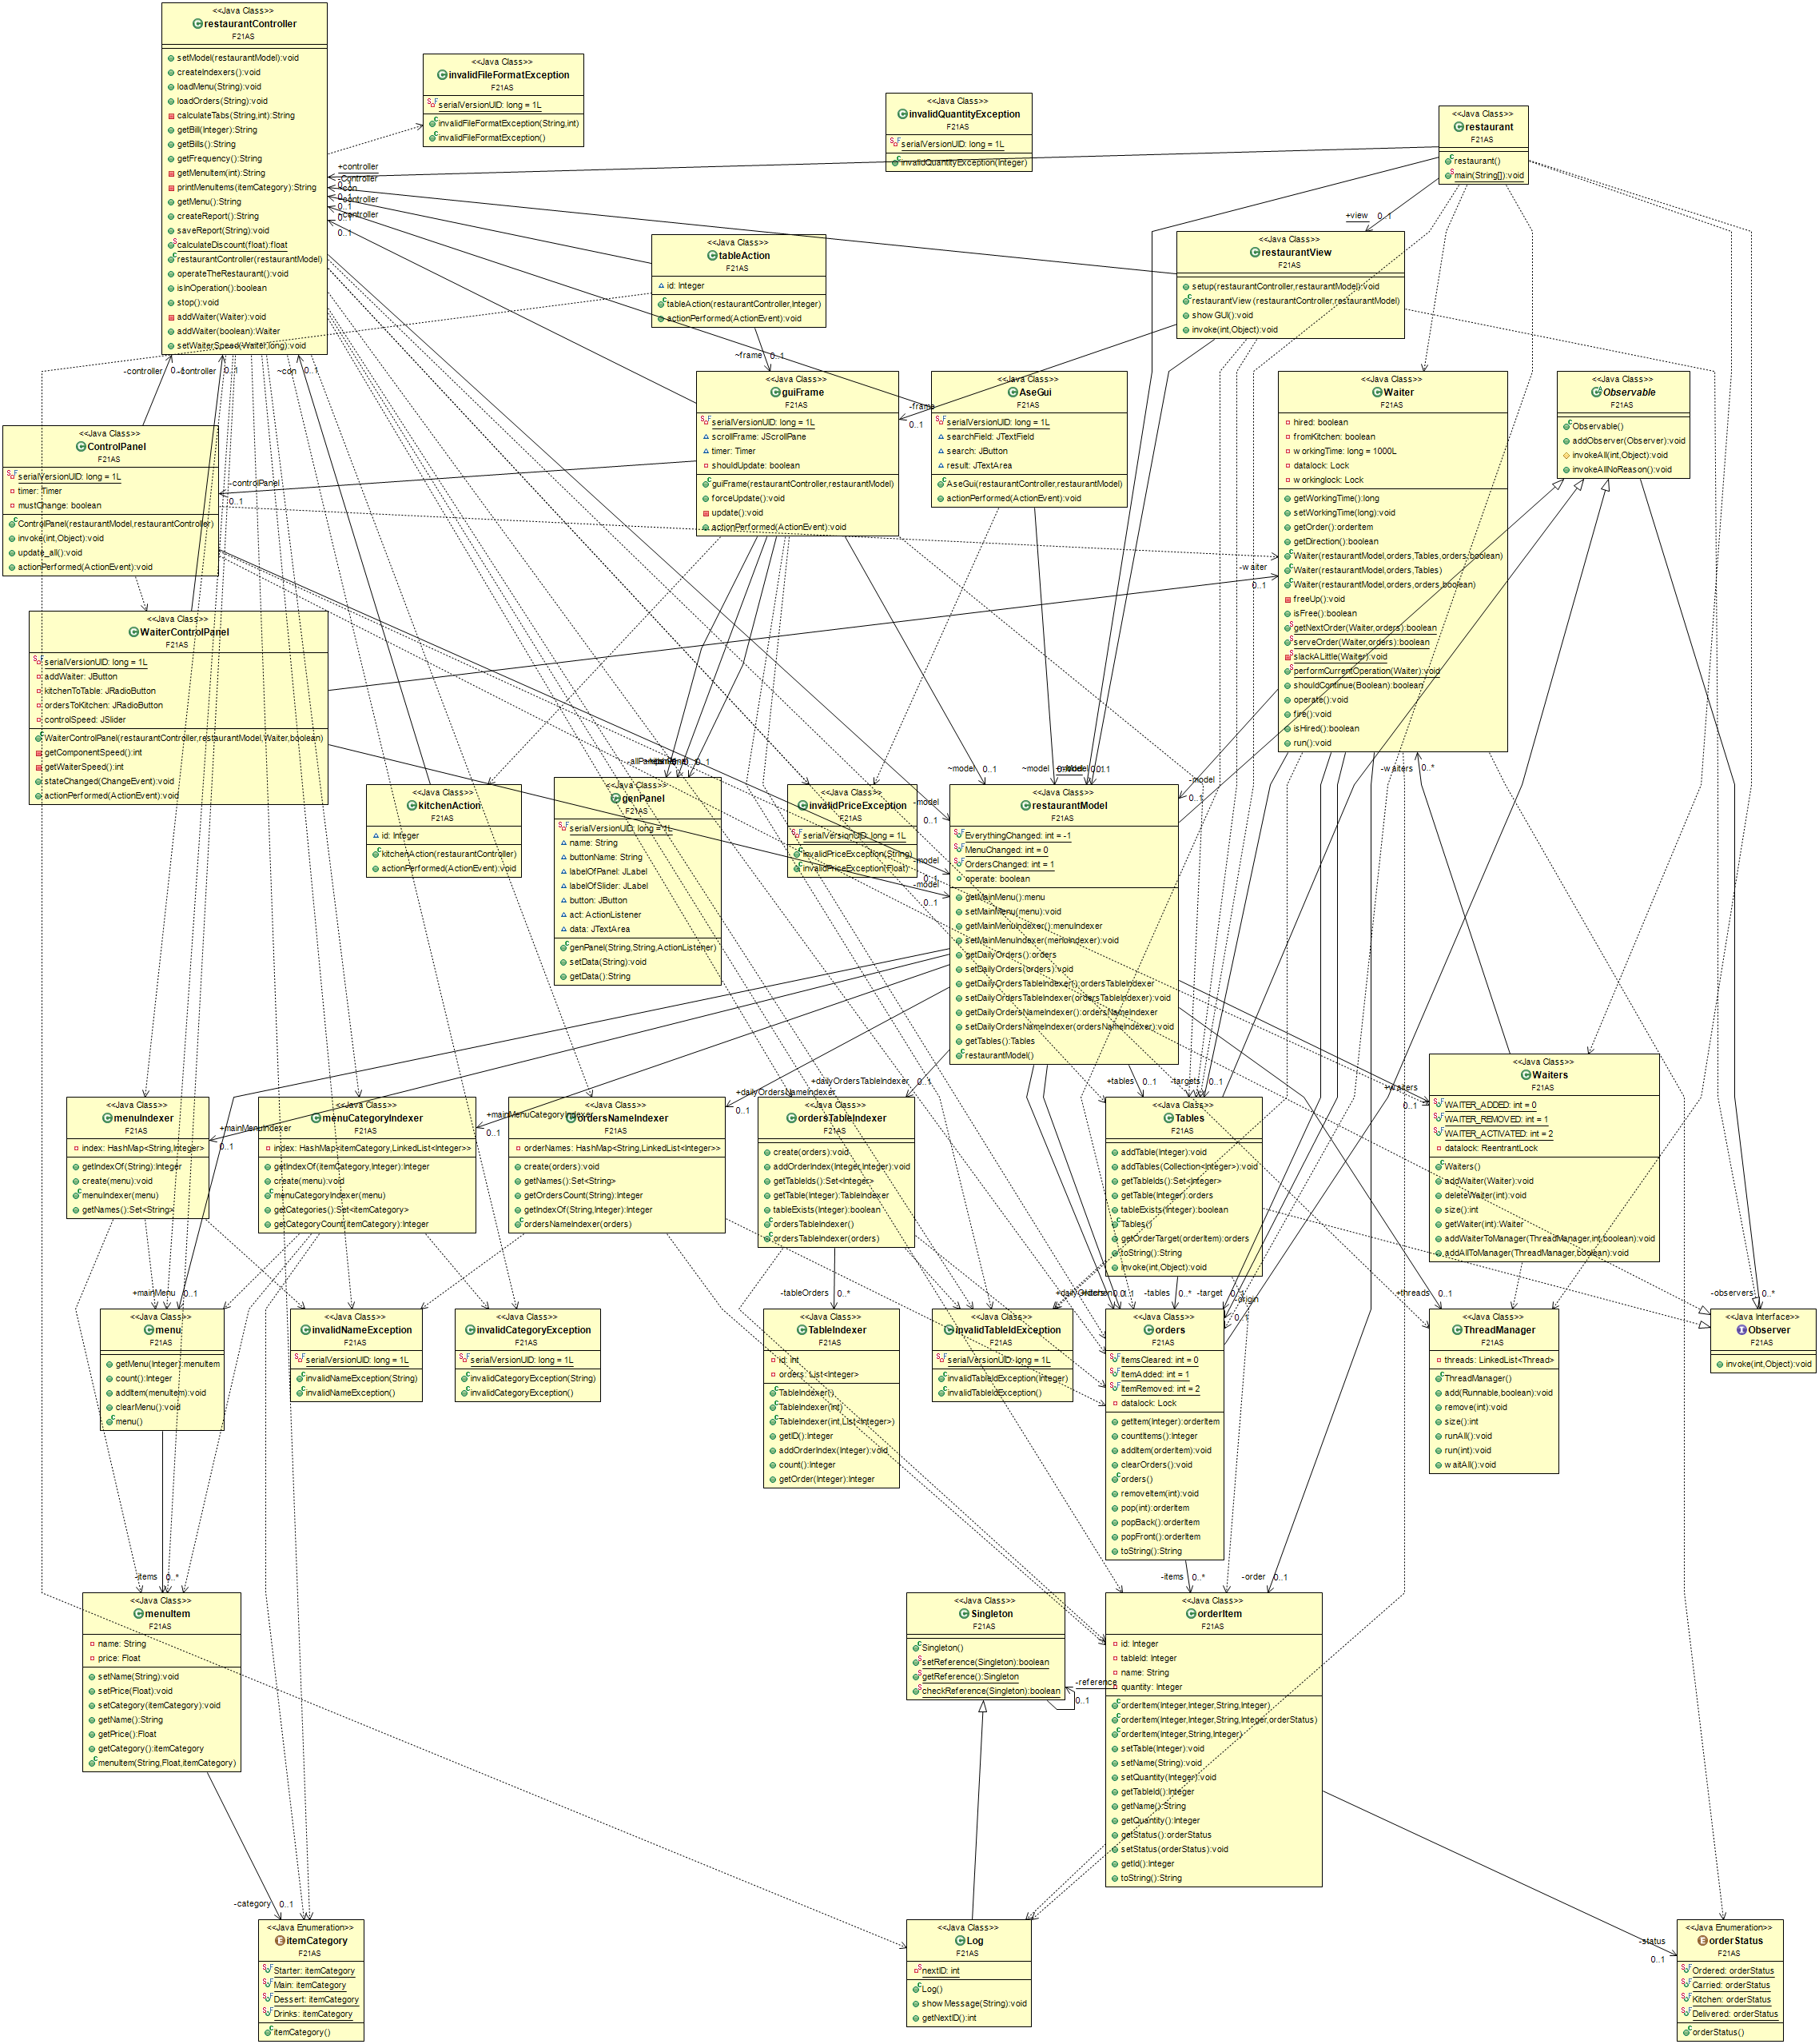 <<Java Class>>
restaurantController
F21AS
setModel(restaurantModel):void
createIndexers():void
loadMenu(String):void
loadOrders(String):void
calculateTabs(String,int):String
getBill(Integer):String
getBills():String
getFrequency():String
getMenuItem(int):String
printMenuItems(itemCategory):String
getMenu():String
createReport():String
saveReport(String):void
calculateDiscount(float):float
restaurantController(restaurantModel)
operateTheRestaurant():void
isInOperation():boolean
stop():void
addWaiter(Waiter):void
addWaiter(boolean):Waiter
setWaiterSpeed(Waiter,long):void
<<Java Class>>
invalidFileFormatException
F21AS
serialVersionUID: long = 1L
invalidFileFormatException(String,int)
invalidFileFormatException()
<<Java Class>>
invalidQuantityException
F21AS
serialVersionUID: long = 1L
invalidQuantityException(Integer)
<<Java Class>>
restaurant
F21AS
restaurant()
main(String[]):void
+controller
-Controller
0..1
~con
0..1
~controller
0..1
~controller
0..1
+view 0..1
<<Java Class>>
tableAction
F21AS
id: Integer
tableAction(restaurantController,Integer)
actionPerformed(ActionEvent):void
<<Java Class>>
restaurantView
F21AS
setup(restaurantController,restaurantModel):void
restaurantView(restaurantController,restaurantModel)
showGUI():void
invoke(int,Object):void
~frame 0..1
-controller 0..1
-controller 0..1
~con 0..1
<<Java Class>>
guiFrame
F21AS
serialVersionUID: long = 1L
scrollFrame: JScrollPane
timer: Timer
shouldUpdate: boolean
guiFrame(restaurantController,restaurantModel)
forceUpdate():void
update():void
actionPerformed(ActionEvent):void
-frame
0..1
<<Java Class>>
AseGui
F21AS
serialVersionUID: long = 1L
searchField: JTextField
search: JButton
result: JTextArea
AseGui(restaurantController,restaurantModel)
actionPerformed(ActionEvent):void
<<Java Class>>
Waiter
F21AS
hired: boolean
fromKitchen: boolean
workingTime: long = 1000L
datalock: Lock
workinglock: Lock
getWorkingTime():long
setWorkingTime(long):void
getOrder():orderItem
getDirection():boolean
Waiter(restaurantModel,orders,Tables,orders,boolean)
Waiter(restaurantModel,orders,Tables)
Waiter(restaurantModel,orders,orders,boolean)
freeUp():void
isFree():boolean
getNextOrder(Waiter,orders):boolean
serveOrder(Waiter,orders):boolean
slackALittle(Waiter):void
performCurrentOperation(Waiter):void
shouldContinue(Boolean):boolean
operate():void
fire():void
isHired():boolean
run():void
<<Java Class>>
Observable
F21AS
Observable()
addObserver(Observer):void
invokeAll(int,Object):void
invokeAllNoReason():void
<<Java Class>>
ControlPanel
F21AS
serialVersionUID: long = 1L
timer: Timer
mustChange: boolean
ControlPanel(restaurantModel,restaurantController)
invoke(int,Object):void
update_all():void
actionPerformed(ActionEvent):void
-controlPanel
0..1
-waiter
0..1
<<Java Class>>
WaiterControlPanel
F21AS
serialVersionUID: long = 1L
addWaiter: JButton
kitchenToTable: JRadioButton
ordersToKitchen: JRadioButton
controlSpeed: JSlider
WaiterControlPanel(restaurantController,restaurantModel,Waiter,boolean)
getComponentSpeed():int
getWaiterSpeed():int
stateChanged(ChangeEvent):void
actionPerformed(ActionEvent):void
<<Java Class>>
kitchenAction
F21AS
id: Integer
kitchenAction(restaurantController)
actionPerformed(ActionEvent):void
0..1
<<Java Class>>
genPanel
F21AS
serialVersionUID: long = 1L
name: String
buttonName: String
labelOfPanel: JLabel
labelOfSlider: JLabel
button: JButton
act: ActionListener
data: JTextArea
genPanel(String,String,ActionListener)
setData(String):void
getData():String
<<Java Class>>
invalidPriceException
F21AS
serialVersionUID: long = 1L
invalidPriceException(String)
invalidPriceException(Float)
~model 0..1
~model
-model
0..1
-model
0..1
-model
0..1
-model
0..1
<<Java Class>>
restaurantModel
F21AS
EverythingChanged: int = -1
MenuChanged: int = 0
OrdersChanged: int = 1
operate: boolean
getMainMenu():menu
setMainMenu(menu):void
getMainMenuIndexer():menuIndexer
setMainMenuIndexer(menuIndexer):void
getDailyOrders():orders
setDailyOrders(orders):void
getDailyOrdersTableIndexer():ordersTableIndexer
setDailyOrdersTableIndexer(ordersTableIndexer):void
getDailyOrdersNameIndexer():ordersNameIndexer
setDailyOrdersNameIndexer(ordersNameIndexer):void
getTables():Tables
restaurantModel()
-waiters 0..*
<<Java Class>>
Waiters
F21AS
WAITER_ADDED: int = 0
WAITER_REMOVED: int = 1
WAITER_ACTIVATED: int = 2
datalock: ReentrantLock
Waiters()
addWaiter(Waiter):void
deleteWaiter(int):void
size():int
getWaiter(int):Waiter
addWaiterToManager(ThreadManager,int,boolean):void
addAllToManager(ThreadManager,boolean):void
+waiters
0..1
+dailyOrdersTableIndexer 0..1
+dailyOrdersNameIndexer
0..1
+mainMenuCategoryIndexer
0..1
+mainMenuIndexer
0..1
+tables 0..1
-targets 0..1
<<Java Class>>
menuIndexer
F21AS
index: HashMap<String,Integer>
getIndexOf(String):Integer
create(menu):void
menuIndexer(menu)
getNames():Set<String>
<<Java Class>>
menuCategoryIndexer
F21AS
index: HashMap<itemCategory,LinkedList<Integer>>
getIndexOf(itemCategory,Integer):Integer
create(menu):void
menuCategoryIndexer(menu)
getCategories():Set<itemCategory>
getCategoryCount(itemCategory):Integer
<<Java Class>>
ordersNameIndexer
F21AS
orderNames: HashMap<String,LinkedList<Integer>>
create(orders):void
getNames():Set<String>
getOrdersCount(String):Integer
getIndexOf(String,Integer):Integer
ordersNameIndexer(orders)
<<Java Class>>
ordersTableIndexer
F21AS
create(orders):void
addOrderIndex(Integer,Integer):void
getTableIds():Set<Integer>
getTable(Integer):TableIndexer
tableExists(Integer):boolean
ordersTableIndexer()
ordersTableIndexer(orders)
<<Java Class>>
Tables
F21AS
addTable(Integer):void
addTables(Collection<Integer>):void
getTableIds():Set<Integer>
getTable(Integer):orders
tableExists(Integer):boolean
Tables()
getOrderTarget(orderItem):orders
toString():String
invoke(int,Object):void
+mainMenu 0..1
-tableOrders 0..*
-tables 0..*
-target
-origin
0..1
+threads 0..1
-observers 0..*
<<Java Class>>
menu
F21AS
getMenu(Integer):menuItem
count():Integer
addItem(menuItem):void
clearMenu():void
menu()
<<Java Class>>
invalidNameException
F21AS
serialVersionUID: long = 1L
invalidNameException(String)
invalidNameException()
<<Java Class>>
invalidCategoryException
F21AS
serialVersionUID: long = 1L
invalidCategoryException(String)
invalidCategoryException()
<<Java Class>>
TableIndexer
F21AS
id: int
orders: List<Integer>
TableIndexer()
TableIndexer(int)
TableIndexer(int,List<Integer>)
getID():Integer
addOrderIndex(Integer):void
count():Integer
getOrder(Integer):Integer
<<Java Class>>
invalidTableIdException
F21AS
serialVersionUID: long = 1L
invalidTableIdException(Integer)
invalidTableIdException()
<<Java Class>>
orders
F21AS
ItemsCleared: int = 0
ItemAdded: int = 1
ItemRemoved: int = 2
datalock: Lock
getItem(Integer):orderItem
countItems():Integer
addItem(orderItem):void
clearOrders():void
orders()
removeItem(int):void
pop(int):orderItem
popBack():orderItem
popFront():orderItem
toString():String
<<Java Class>>
ThreadManager
F21AS
threads: LinkedList<Thread>
ThreadManager()
add(Runnable,boolean):void
remove(int):void
size():int
runAll():void
run(int):void
waitAll():void
<<Java Interface>>
Observer
F21AS
invoke(int,Object):void
-items 0..*
-items 0..*
-order 0..1
<<Java Class>>
menuItem
F21AS
name: String
price: Float
setName(String):void
setPrice(Float):void
setCategory(itemCategory):void
getName():String
getPrice():Float
getCategory():itemCategory
menuItem(String,Float,itemCategory)
<<Java Class>>
Singleton
F21AS
Singleton()
setReference(Singleton):boolean
getReference():Singleton
checkReference(Singleton):boolean
-reference
0..1
<<Java Class>>
orderItem
F21AS
id: Integer
tableId: Integer
name: String
quantity: Integer
orderItem(Integer,Integer,String,Integer)
orderItem(Integer,Integer,String,Integer,orderStatus)
orderItem(Integer,String,Integer)
setTable(Integer):void
setName(String):void
setQuantity(Integer):void
getTableId():Integer
getName():String
getQuantity():Integer
getStatus():orderStatus
setStatus(orderStatus):void
getId():Integer
toString():String
-category 0..1
<<Java Enumeration>>
itemCategory
F21AS
Starter: itemCategory
Main: itemCategory
Dessert: itemCategory
Drinks: itemCategory
itemCategory()
<<Java Class>>
Log
F21AS
nextID: int
Log()
showMessage(String):void
getNextID():int
-status
0..1
<<Java Enumeration>>
orderStatus
F21AS
Ordered: orderStatus
Carried: orderStatus
Kitchen: orderStatus
Delivered: orderStatus
orderStatus()